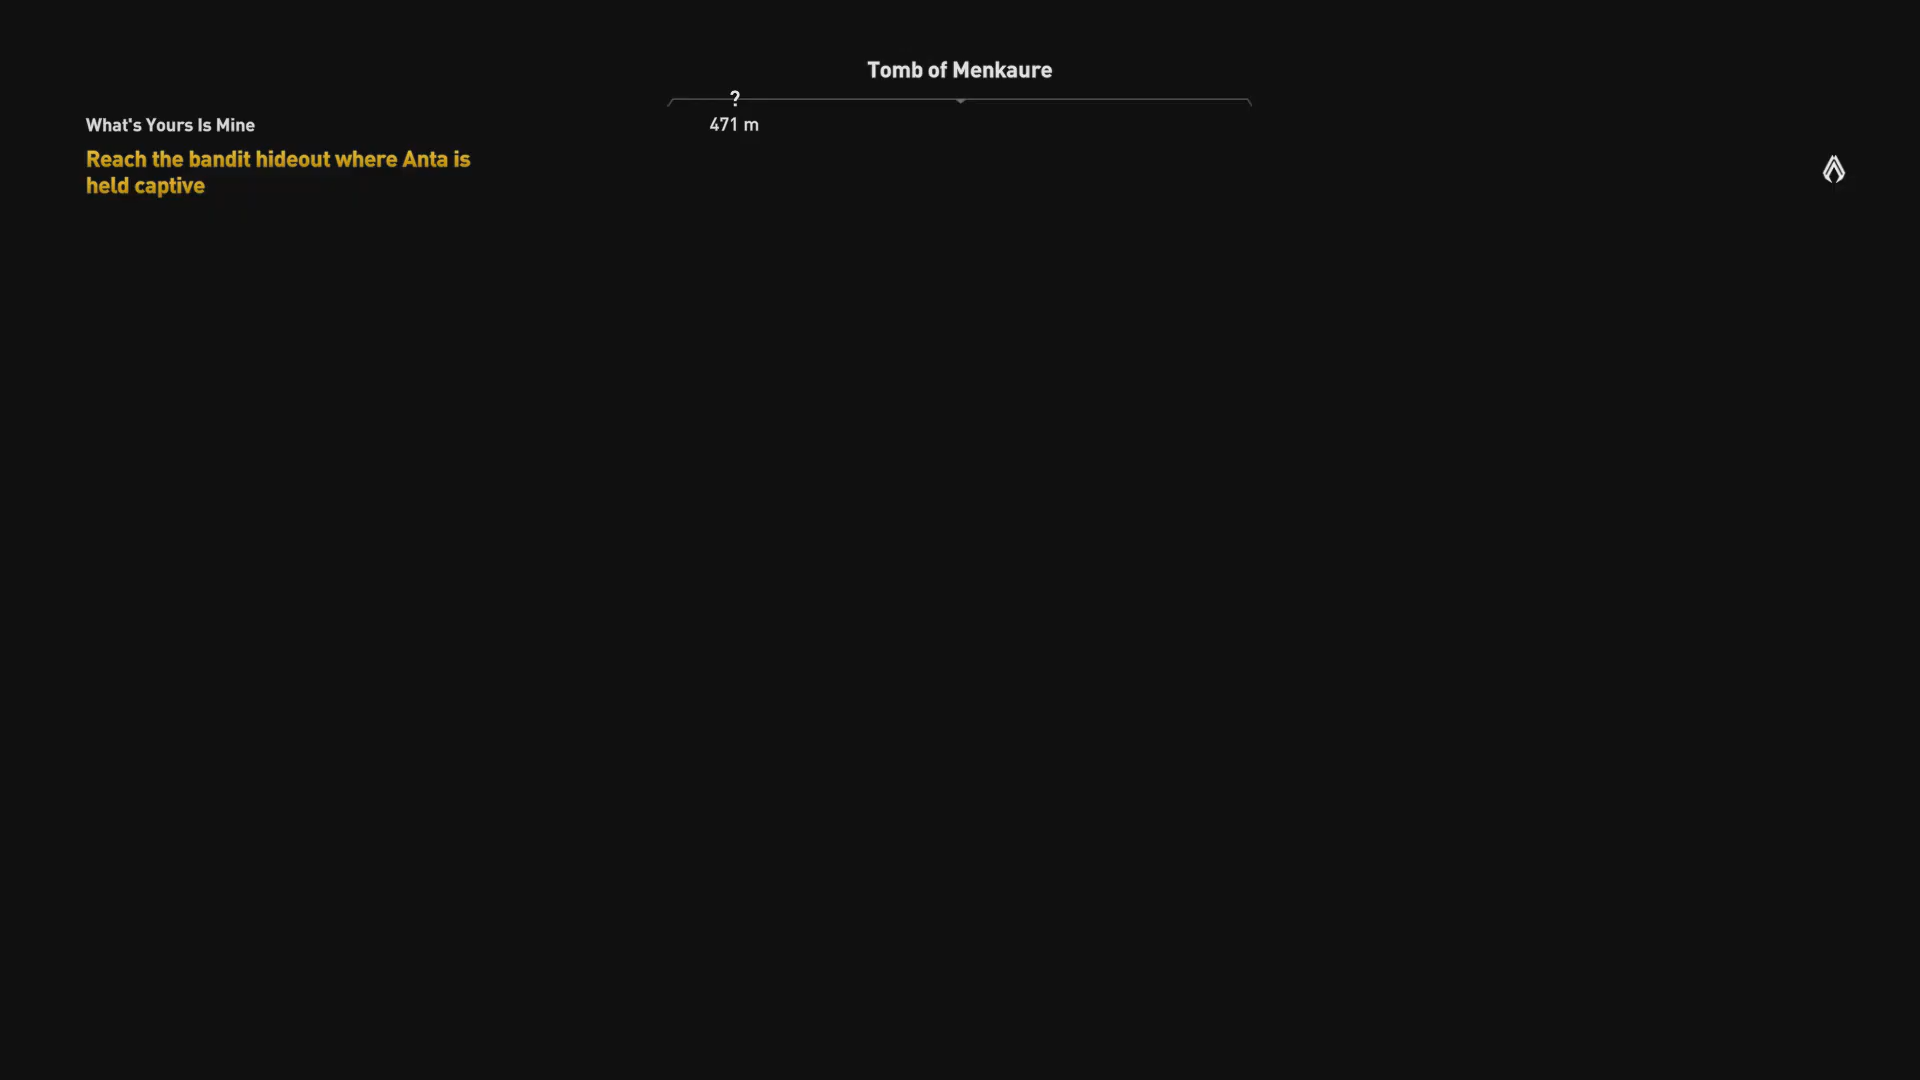 Tomb of Menkaure
?
471 m
What's Yours Is Mine
Reach the bandit hideout where Anta is
held captive